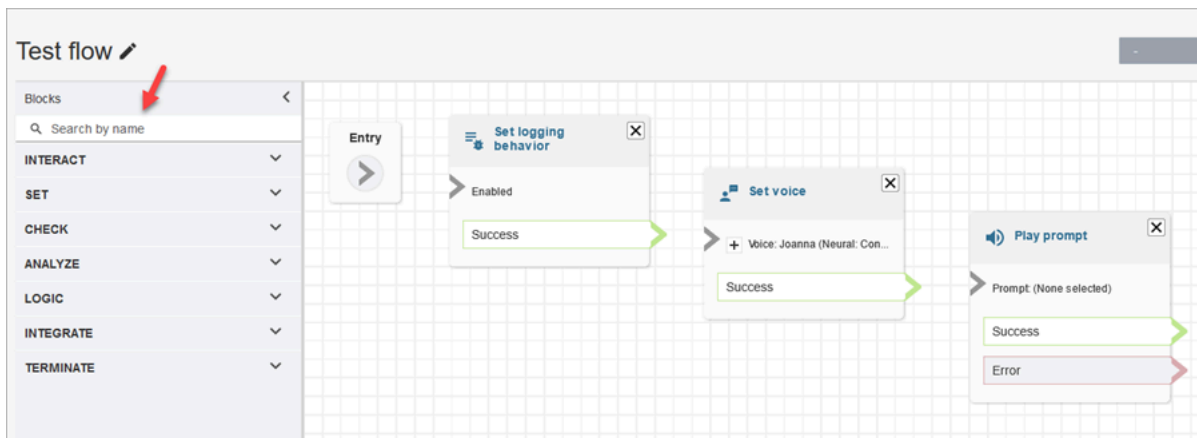 Test flow
Blocks
Search by name
INTERACT
SET
CHECK
ANALYZE
LOGIC
INTEGRATE
TERMINATE
Entry
Set logging
behavior
Enabled
Success
Set voice
Voice: Joanna (Neural: Con...
Success
Play prompt
Prompt: (None selected)
Success
Error